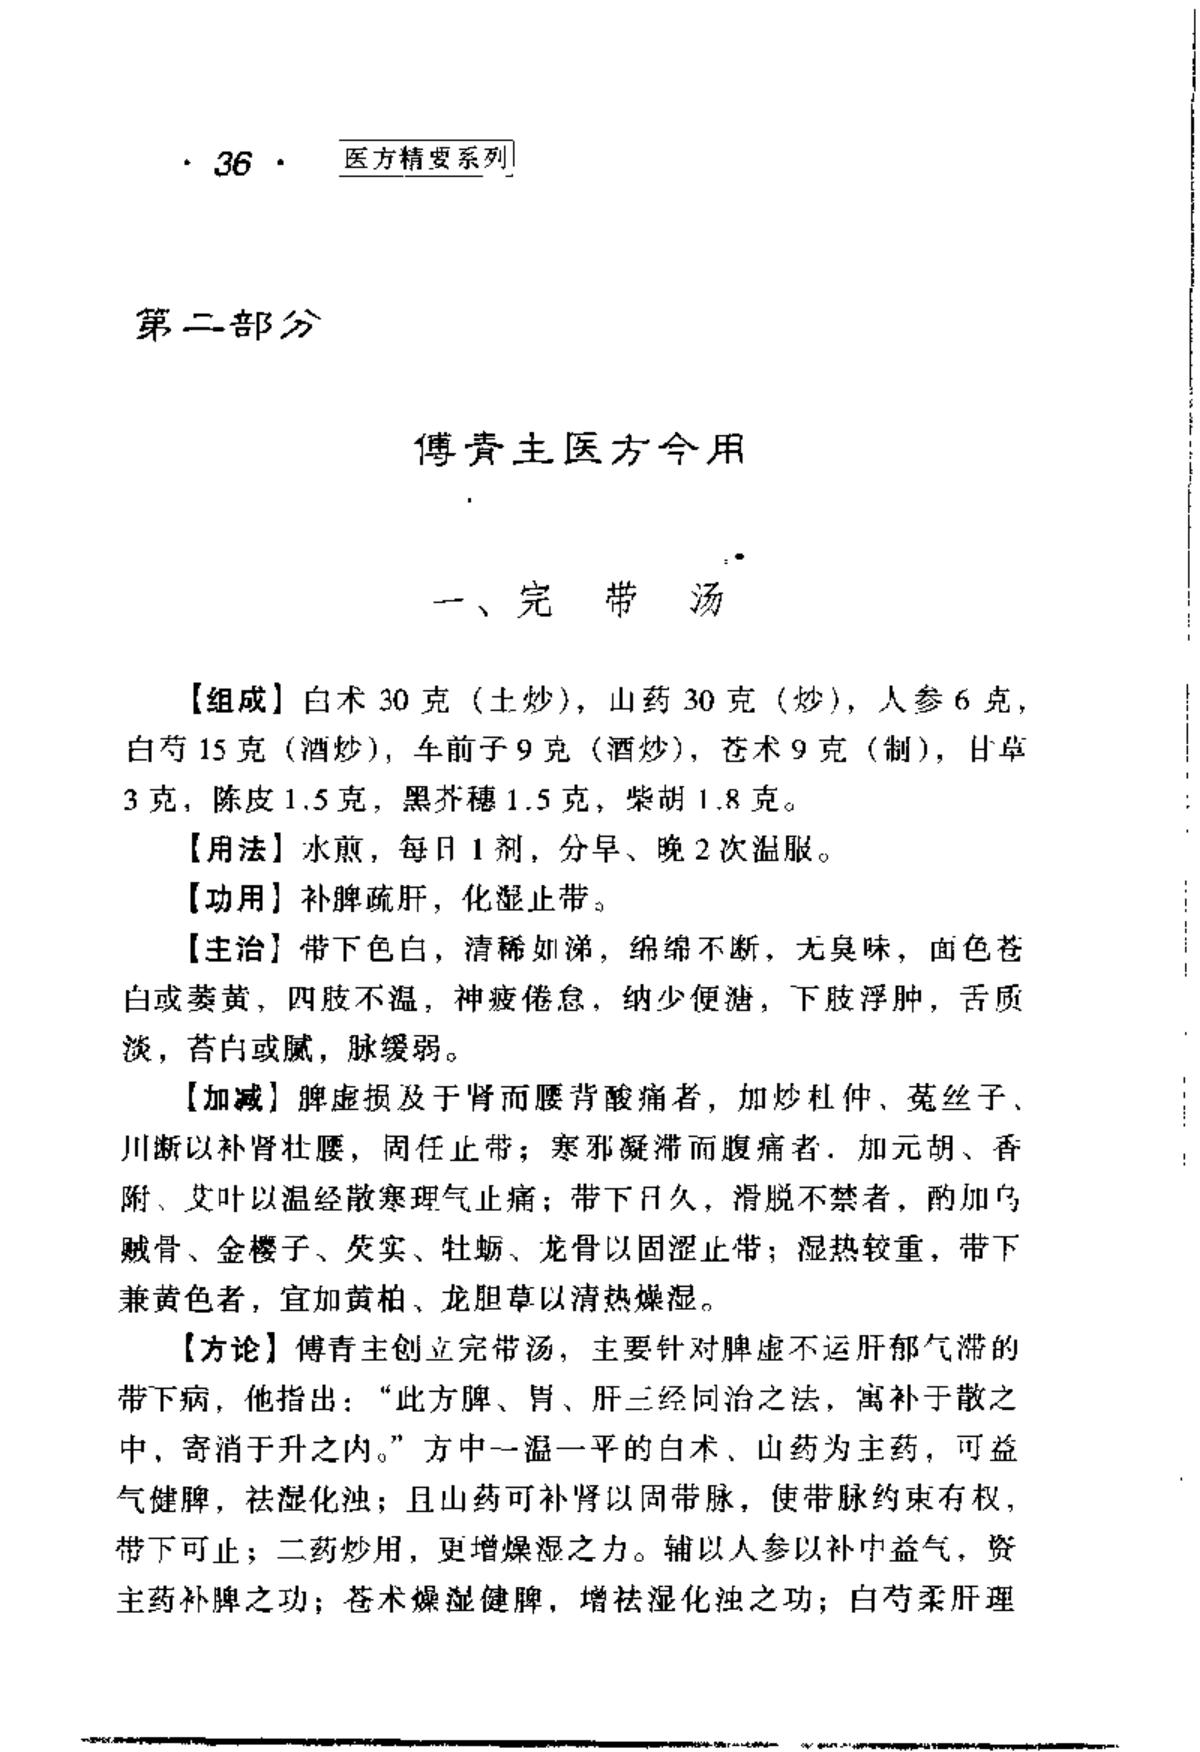 · 36 · 医方精要系列
第二部分
傅青主医方今用
一、完 带 汤
【组成】白术 30 克（土炒），山药 30 克（炒），人参 6 克，
白芍 15 克（酒炒），车前子 9 克（酒炒），苍术 9 克（制），甘草
3 克，陈皮 1.5 克，黑芥穗 1.5 克，柴胡 1.8 克。
【用法】水煎，每日 1 剂，分早、晚 2 次温服。
【功用】补脾疏肝，化湿止带。
【主治】带下色白，清稀如涕，绵绵不断，无臭味，面色苍
白或萎黄，四肢不温，神疲倦怠，纳少便溏，下肢浮肿，舌质
淡，苔白或腻，脉缓弱。
【加减】脾虚损及于肾而腰背酸痛者，加炒杜仲、菟丝子、
川断以补肾壮腰，固任止带；寒邪凝滞而腹痛者．加元胡、香
附、艾叶以温经散寒理气止痛；带下日久，滑脱不禁者，酌加乌
贼骨、金樱子、芡实、牡蛎、龙骨以固涩止带；湿热较重，带下
兼黄色者，宜加黄柏、龙胆草以清热燥湿。
【方论】傅青主创立完带汤，主要针对脾虚不运肝郁气滞的
带下病，他指出：“此方脾、胃、肝三经同治之法，寓补于散之
中，寄消于升之内。”方中一温一平的白术、山药为主药，可益
气健脾，祛湿化浊；且山药可补肾以固带脉，使带脉约束有权，
带下可止；二药炒用，更增燥湿之力。辅以人参以补中益气，资
主药补脾之功；苍术燥湿健脾，增祛湿化浊之功；白芍柔肝理